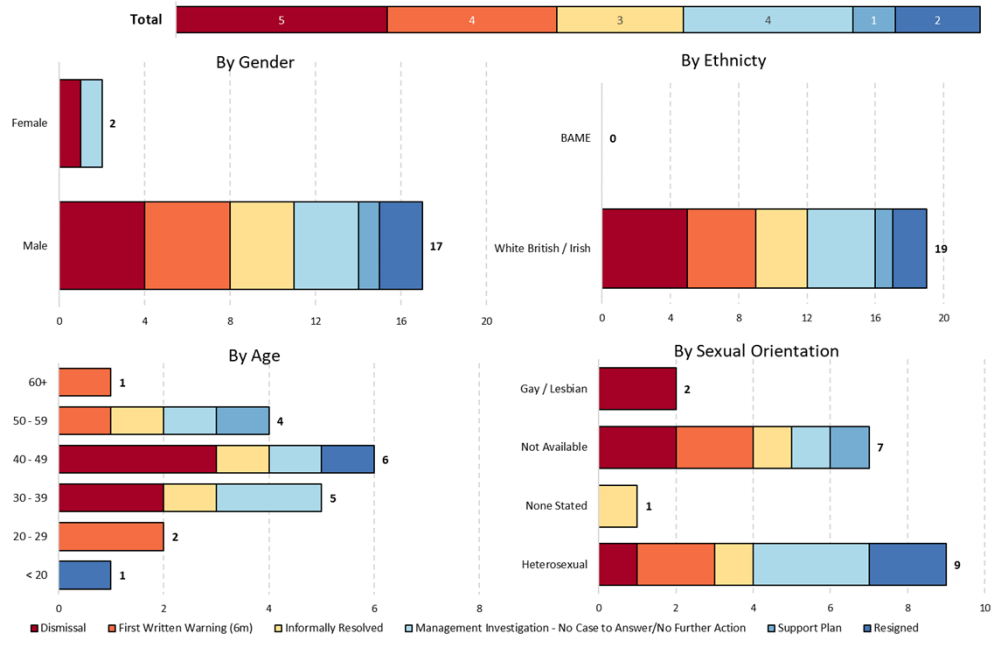 Total 5 4 3 4 1 2
By Gender
Female 2
Male 17
0 4 8 12 16 20
By Ethnicty
BAME 0
White British / Irish 19
0 4 8 12 16 20
By Age
60+ 1
50 - 59 4
40 - 49 6
30 - 39 5
20 - 29 2
< 20 1
0 2 4 6 8
By Sexual Orientation
Gay / Lesbian 2
Not Available 7
None Stated 1
Heterosexual 9
0 2 4 6 8 10
Dismissal First Written Warning (6m) Informally Resolved Management Investigation - No Case to Answer/No Further Action Support Plan Resigned